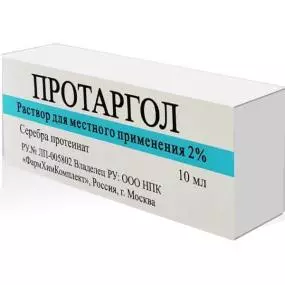 ПРОТАРГОЛ
Раствор для местного применения 2%
Серебра протеинат
10 мл
РУ.№ ЛП-005802 Владелец РУ: ООО НПК
«ФармХимКомплект», Россия, г. Москва